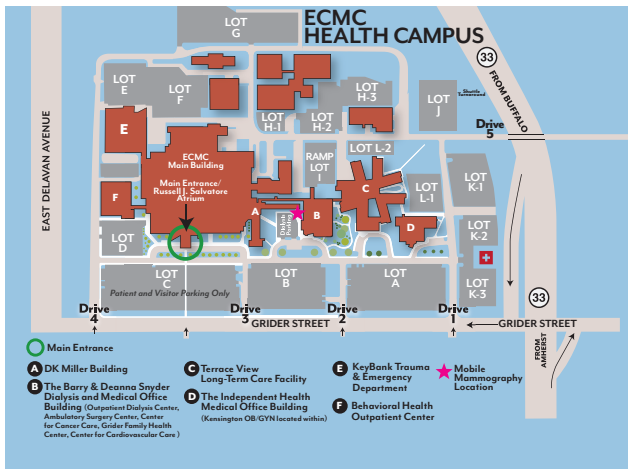 ECMC
HEALTH CAMPUS
LOT
G
33
FROM BUFFALO
LOT
E
LOT
F
LOT
H-3
LOT
J
Shuttle
Turnaround
LOT
H-1
LOT
H-2
Drive
5
E
ECMC
Main Building
Main Entrance/
Russell J. Salvatore
Atrium
RAMP
LOT
I
LOT L-2
C
LOT
K-1
LOT
L-1
F
A
Dialysis
Parking
B
D
LOT
K-2
LOT
D
EAST DELAVAN AVENUE
LOT
C
Patient and Visitor Parking Only
LOT
B
LOT
A
LOT
K-3
33
Drive
4
Drive
3
Drive
2
Drive
1
GRIDER STREET
GRIDER STREET
FROM
AMHERST
Main Entrance
A DK Miller Building
B The Barry & Deanna Snyder
Dialysis and Medical Office
Building (Outpatient Dialysis Center,
Ambulatory Surgery Center, Center
for Cancer Care, Grider Family Health
Center, Center for Cardiovascular Care )
C Terrace View
Long-Term Care Facility
D The Independent Health
Medical Office Building
(Kensington OB/GYN located within)
E KeyBank Trauma
& Emergency
Department
F Behavioral Health
Outpatient Center
Mobile
Mammography
Location